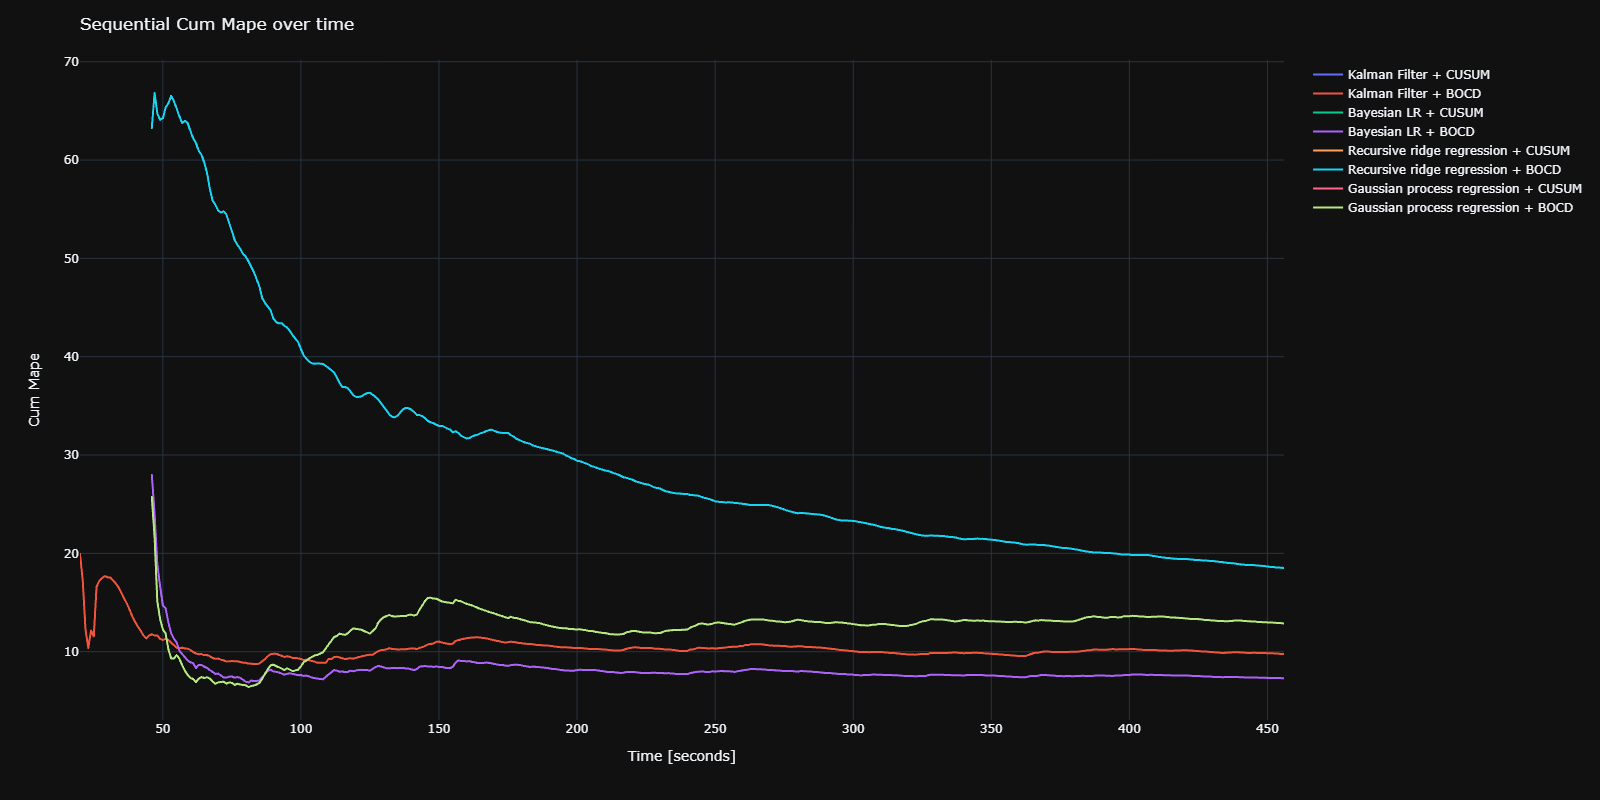 Sequential Cum Mape over time
70
60
50
40
30
20
10
Cum Mape
50 100 150 200 250 300 350 400 450
Time [seconds]
Kalman Filter + CUSUM
Kalman Filter + BOCD
Bayesian LR + CUSUM
Bayesian LR + BOCD
Recursive ridge regression + CUSUM
Recursive ridge regression + BOCD
Gaussian process regression + CUSUM
Gaussian process regression + BOCD